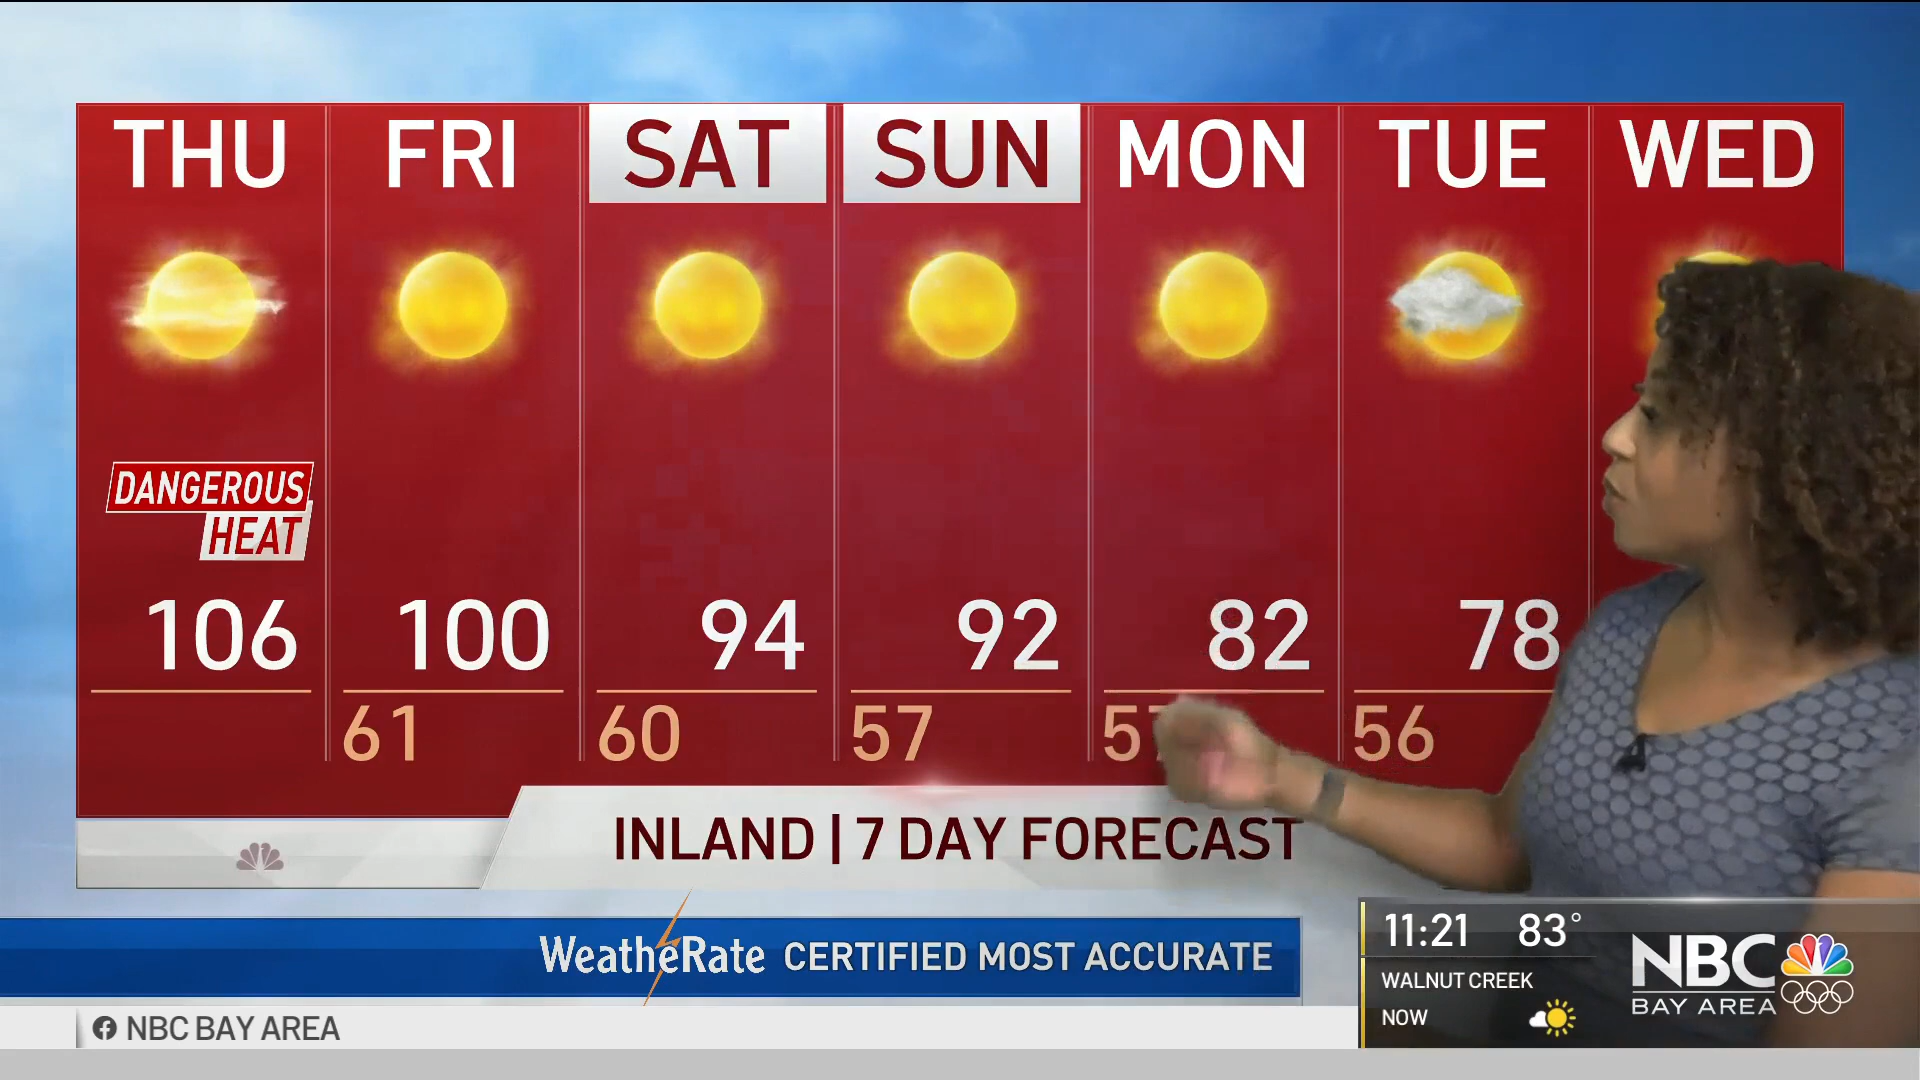 THU FRI SAT SUN MON TUE WED
DANGEROUS
HEAT
106 100 94 92 82 78
61 60 57 56
INLAND | 7 DAY FORECAST
WeatheRate CERTIFIED MOST ACCURATE
11:21 83°
WALNUT CREEK
NOW
NBC
BAY AREA
NBC BAY AREA